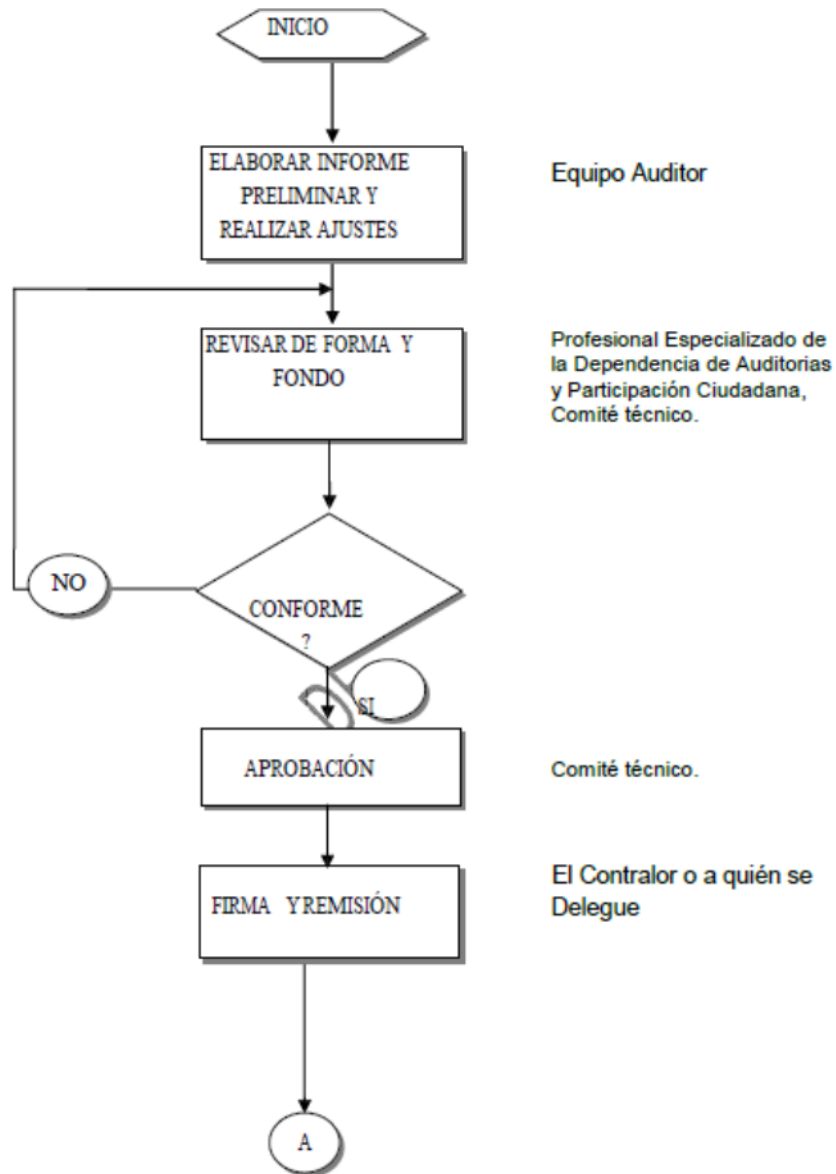 INICIO
ELABORAR INFORME
PRELIMINAR Y
REALIZAR AJUSTES
Equipo Auditor
REVISAR DE FORMA Y
FONDO
Profesional Especializado de
la Dependencia de Auditorias
y Participación Ciudadana,
Comité técnico.
NO
CONFORME
?
SI
APROBACIÓN
Comité técnico.
FIRMA Y REMISIÓN
El Contralor o a quién se
Delegue
A